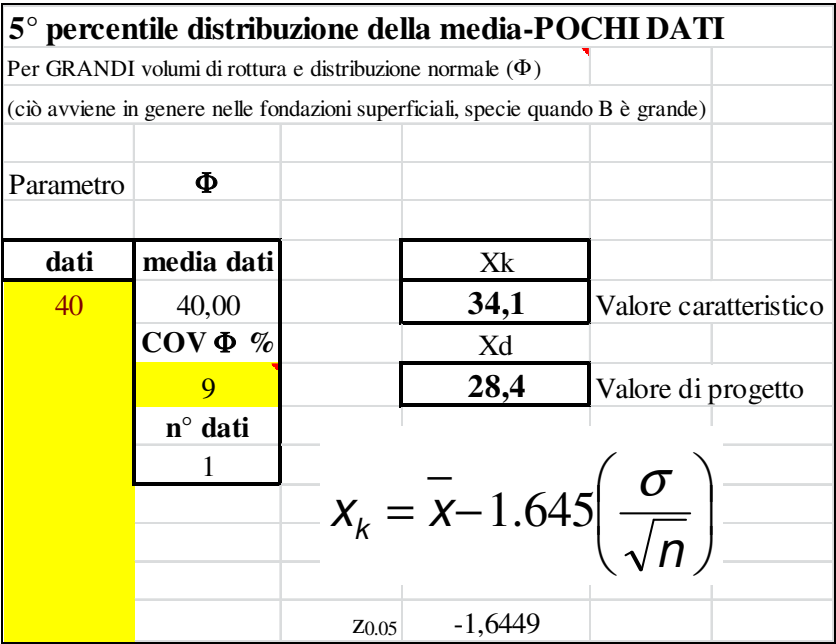 5° percentile distribuzione della media-POCHI DATI
Per GRANDI volumi di rottura e distribuzione normale (Φ)
(ciò avviene in genere nelle fondazioni superficiali, specie quando B è grande)
Parametro Φ
dati media dati Xk
40 40,00 34,1 Valore caratteristico
COV Φ % Xd
9 28,4 Valore di progetto
n° dati
1
x_k = x̄ − 1.645(σ/√n)
z0.05 -1,6449